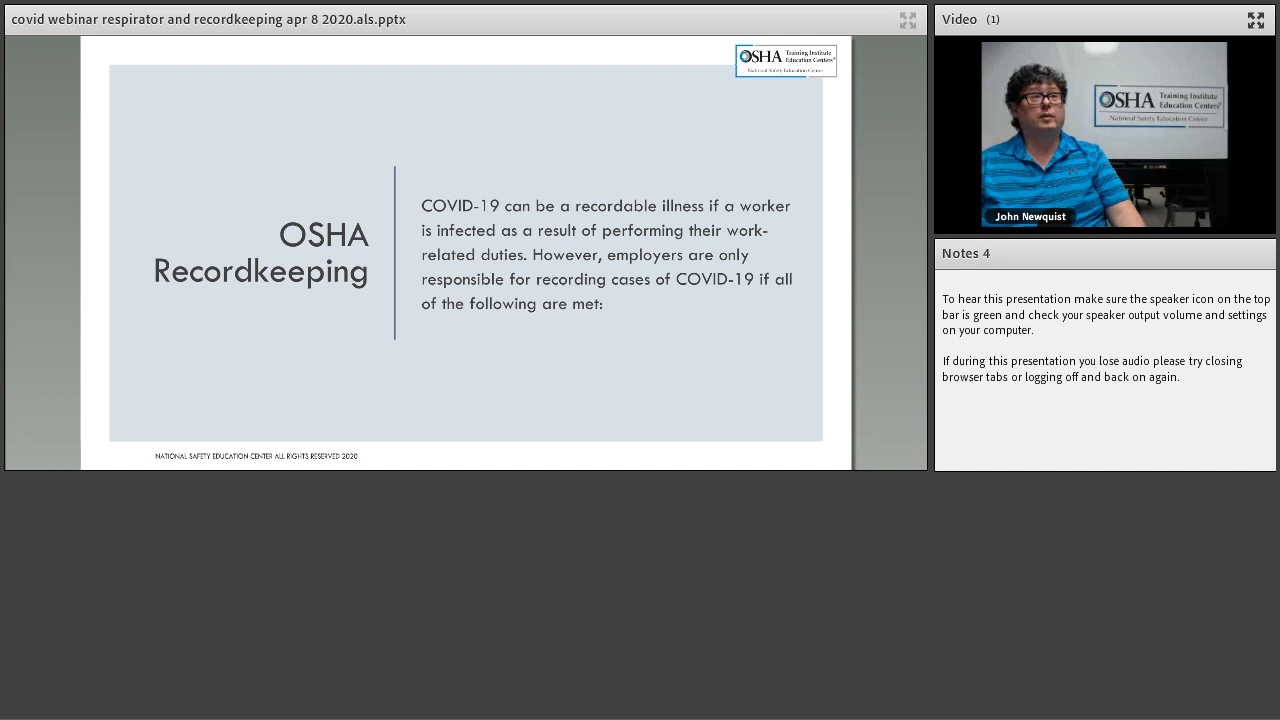 covid webinar respirator and recordkeeping apr 8 2020.als.pptx
OSHA Training Institute
Education Centers®
National Safety Education Center
OSHA
Recordkeeping
COVID-19 can be a recordable illness if a worker
is infected as a result of performing their work-
related duties. However, employers are only
responsible for recording cases of COVID-19 if all
of the following are met:
NATIONAL SAFETY EDUCATION CENTER ALL RIGHTS RESERVED 2020
Video (1)
OSHA Training Institute
Education Centers®
National Safety Education Center
John Newquist
Notes 4
To hear this presentation make sure the speaker icon on the top
bar is green and check your speaker output volume and settings
on your computer.
If during this presentation you lose audio please try closing
browser tabs or logging off and back on again.